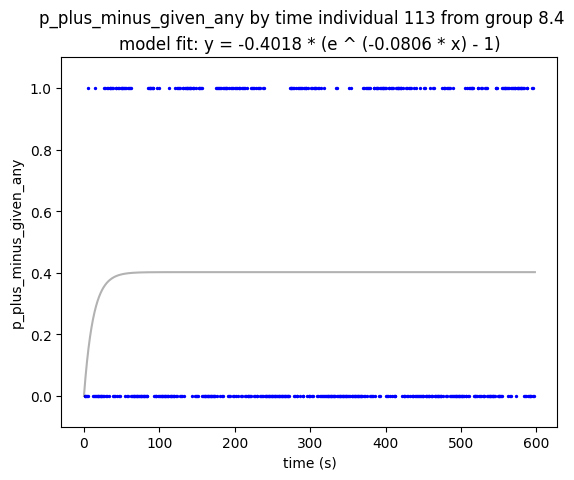 p_plus_minus_given_any by time individual 113 from group 8.4
model fit: y = -0.4018 * (e ^ (-0.0806 * x) - 1)
1.0
0.8
0.6
0.4
0.2
0.0
p_plus_minus_given_any
0 100 200 300 400 500 600
time (s)